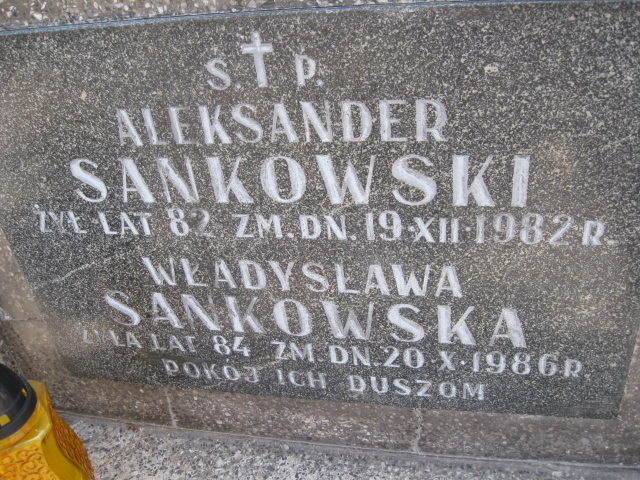 S. P.
ALEKSANDER
SANKOWSKI
ŻYŁ LAT 82 ZM. DN. 19·XII·1982 R.
WŁADYSŁAWA
SANKOWSKA
ŻYŁA LAT 84 ZM DN. 20·X·1986 R.
POKÓJ ICH DUSZOM